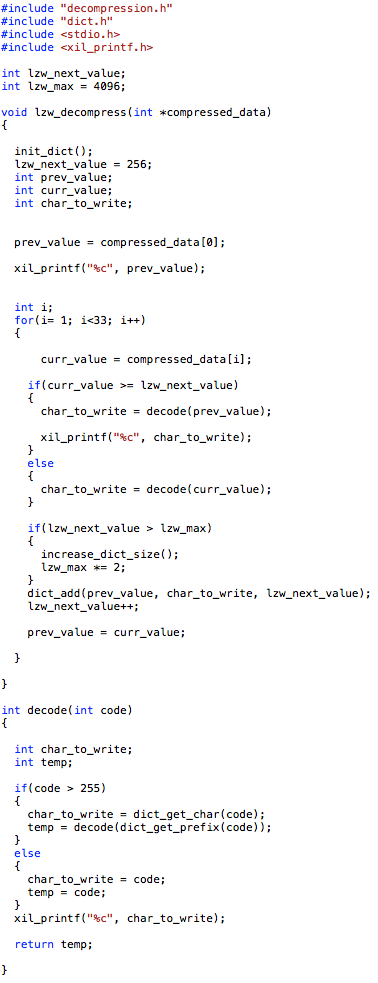 #include "decompression.h"
#include "dict.h"
#include <stdio.h>
#include <xil_printf.h>

int lzw_next_value;
int lzw_max = 4096;

void lzw_decompress(int *compressed_data)
{

  init_dict();
  lzw_next_value = 256;
  int prev_value;
  int curr_value;
  int char_to_write;


  prev_value = compressed_data[0];

  xil_printf("%c", prev_value);


  int i;
  for(i= 1; i<33; i++)
  {

      curr_value = compressed_data[i];

    if(curr_value >= lzw_next_value)
    {
      char_to_write = decode(prev_value);

      xil_printf("%c", char_to_write);
    }
    else
    {
      char_to_write = decode(curr_value);
    }

    if(lzw_next_value > lzw_max)
    {
      increase_dict_size();
      lzw_max *= 2;
    }
    dict_add(prev_value, char_to_write, lzw_next_value);
    lzw_next_value++;

    prev_value = curr_value;

  }

}

int decode(int code)
{

  int char_to_write;
  int temp;

  if(code > 255)
  {
    char_to_write = dict_get_char(code);
    temp = decode(dict_get_prefix(code));
  }
  else
  {
    char_to_write = code;
    temp = code;
  }
  xil_printf("%c", char_to_write);

  return temp;

}